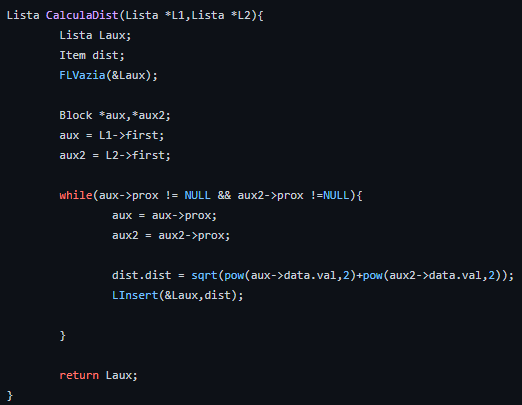 Lista CalculaDist(Lista *L1,Lista *L2){
Lista Laux;
Item dist;
FLVazia(&Laux);
Block *aux,*aux2;
aux = L1->first;
aux2 = L2->first;
while(aux->prox != NULL && aux2->prox !=NULL){
aux = aux->prox;
aux2 = aux2->prox;
dist.dist = sqrt(pow(aux->data.val,2)+pow(aux2->data.val,2));
LInsert(&Laux,dist);
}
return Laux;
}